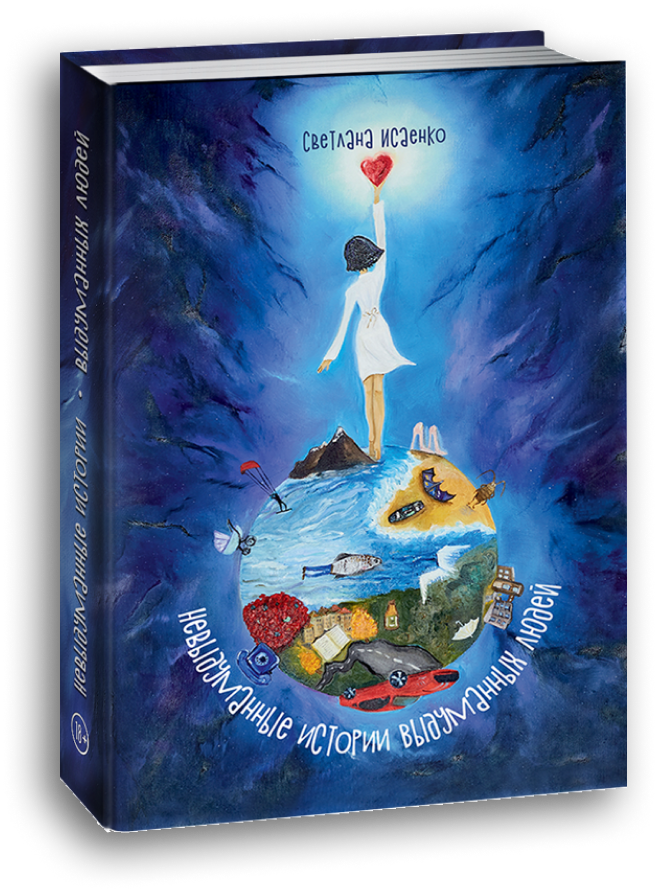 Светлана Исаенко
невыдуманные истории выдуманных людей
невыдуманные истории • выдуманных людей
18+